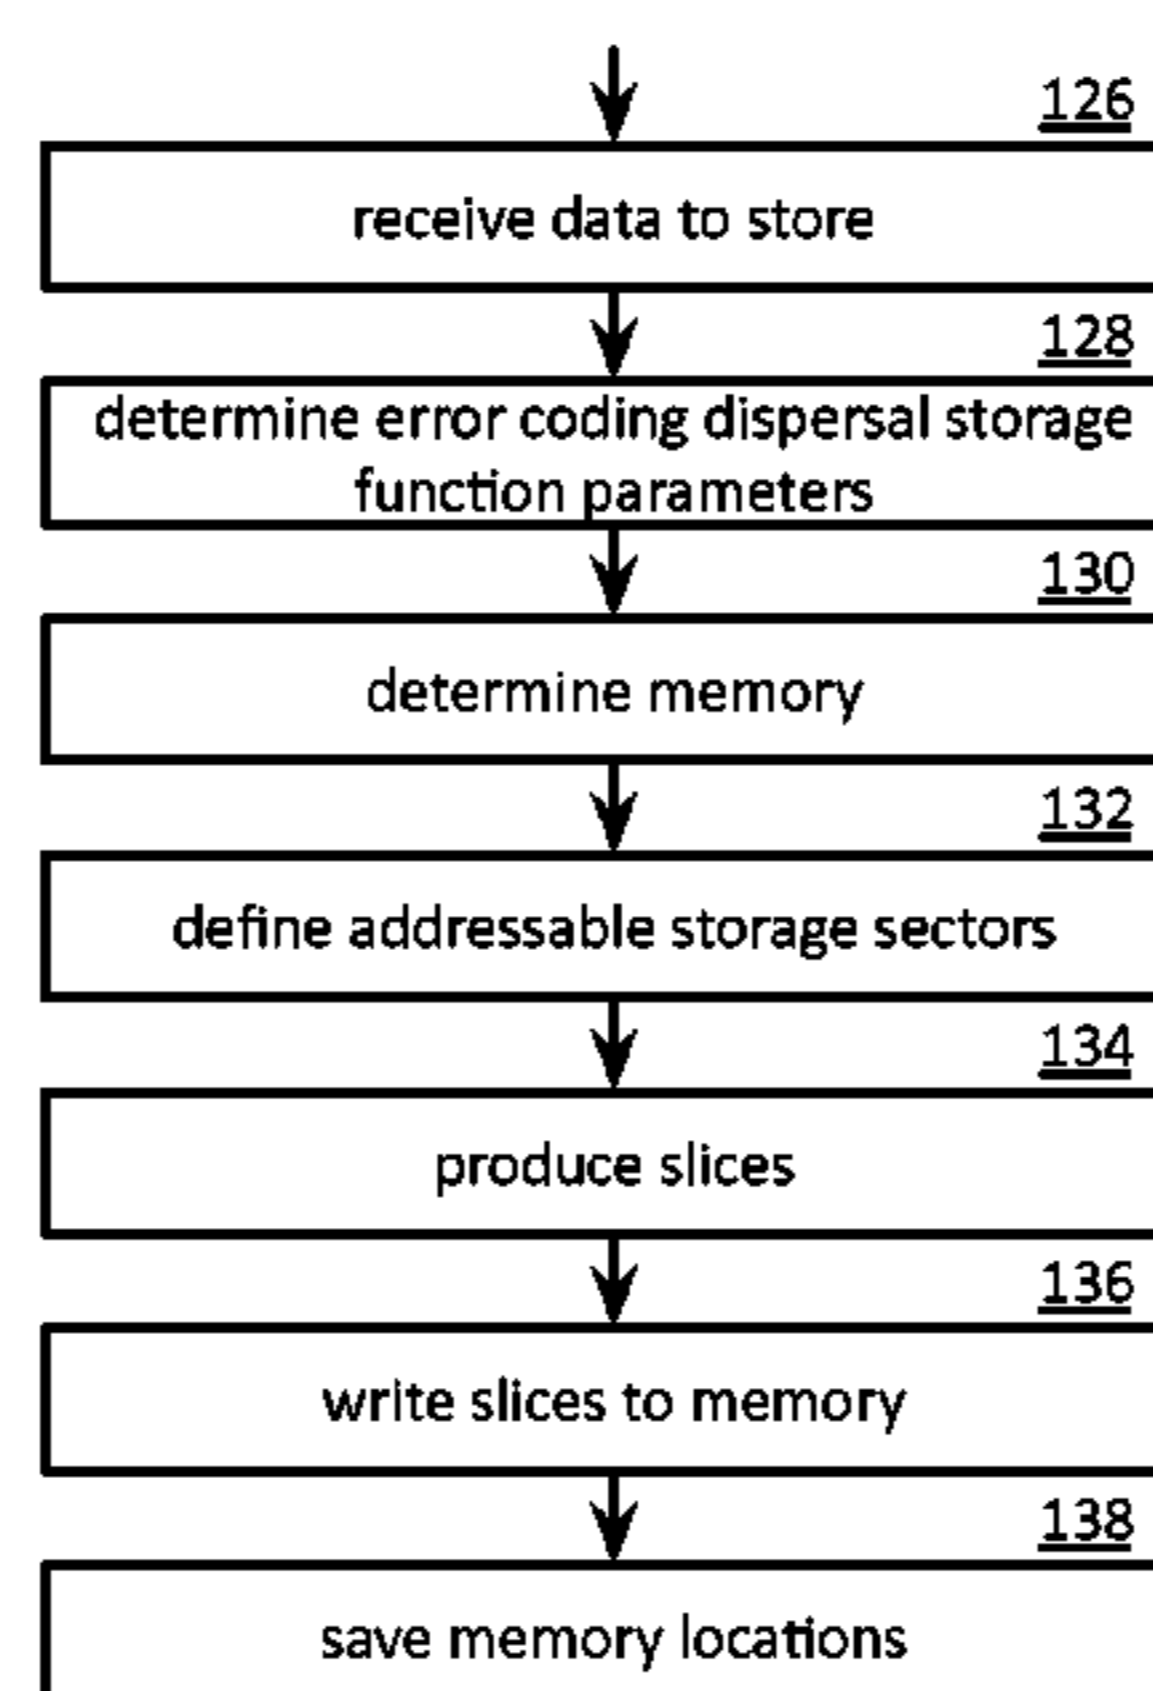 126
receive data to store
128
determine error coding dispersal storage
function parameters
130
determine memory
132
define addressable storage sectors
134
produce slices
136
write slices to memory
138
save memory locations